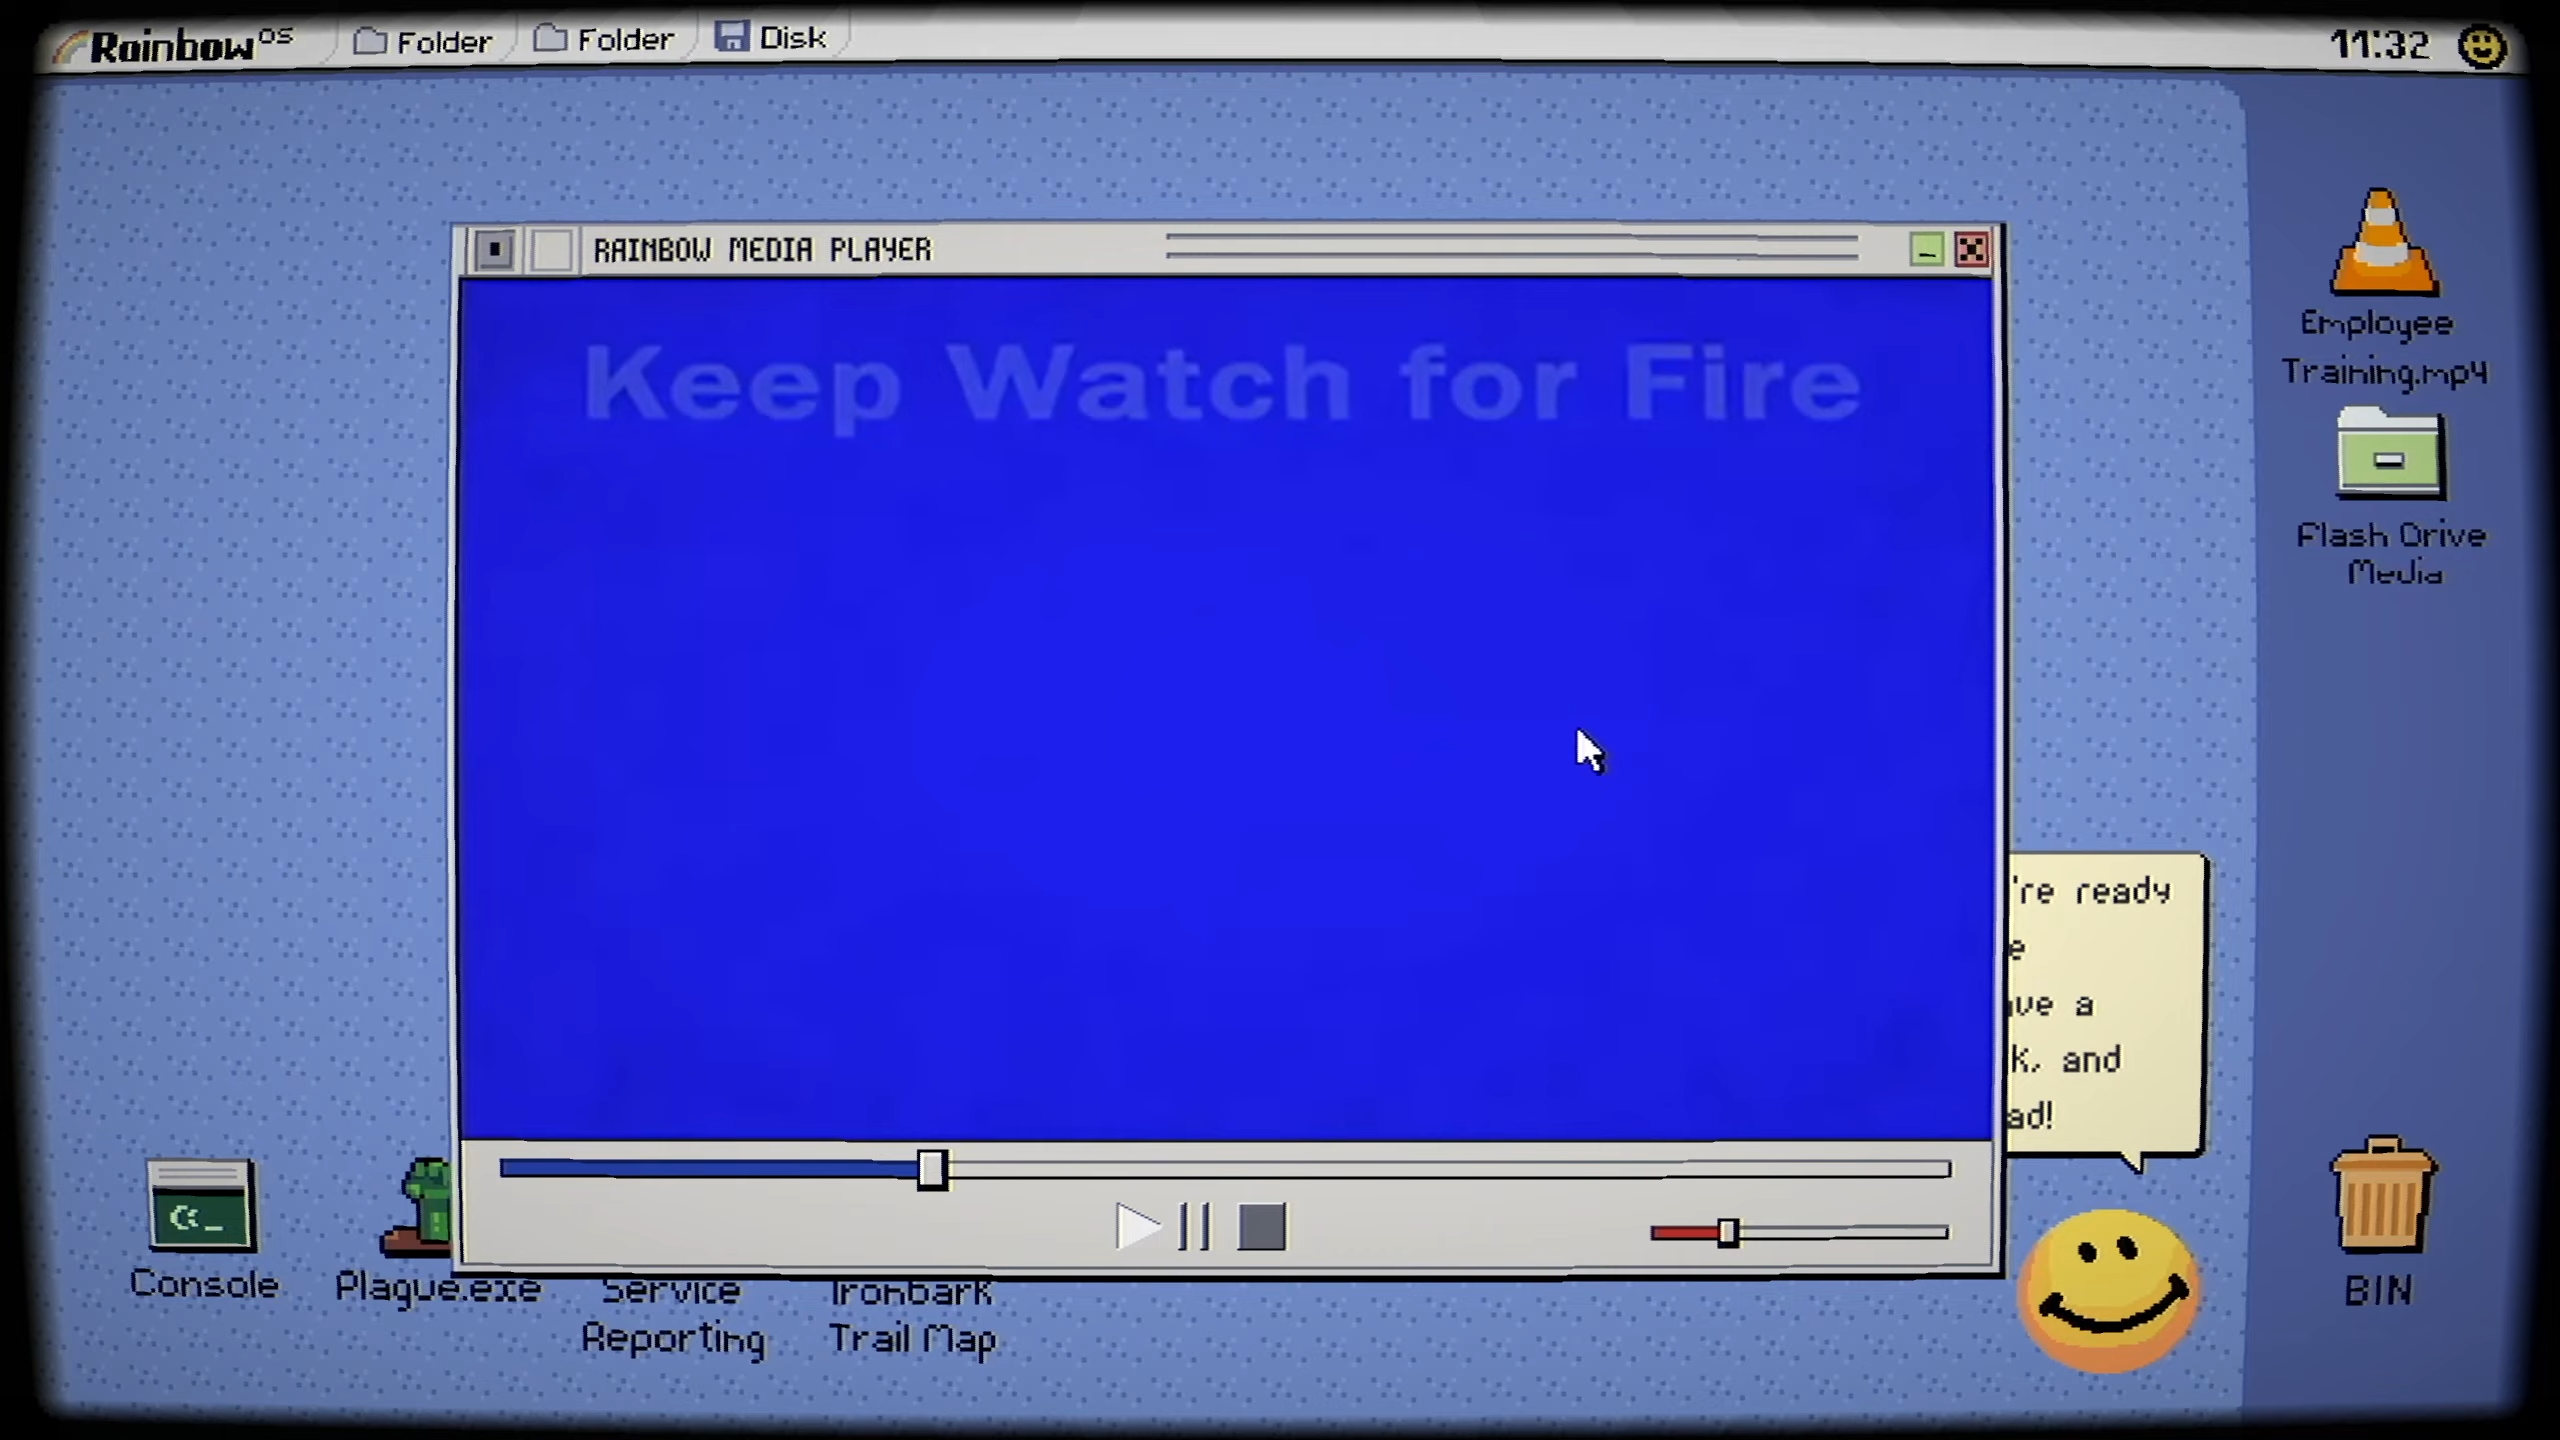 Rainbow OS
Folder
Folder
Disk
11:32
RAINBOW MEDIA PLAYER
Keep Watch for Fire
Employee
Training.mp4
Flash Drive
Media
're ready
e
ve a
k, and
ad!
C:_
Console
Plague.exe
Service
Reporting
Ironbark
Trail Map
BIN